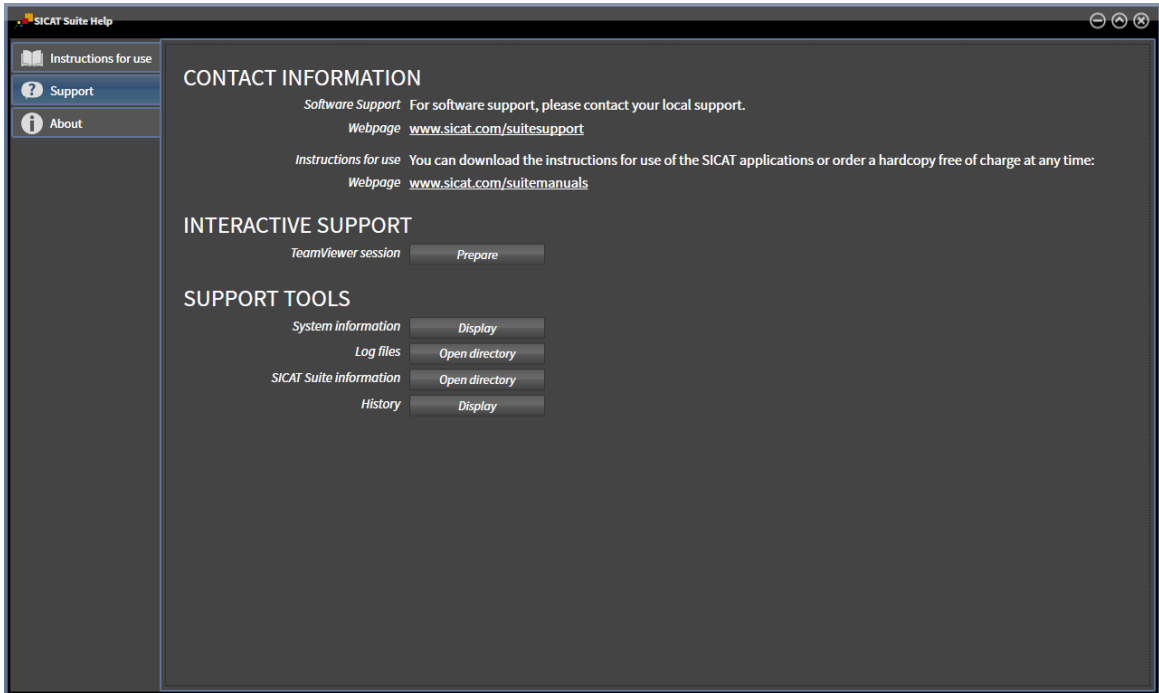 SICAT Suite Help
Instructions for use
Support
About
CONTACT INFORMATION
Software Support For software support, please contact your local support.
Webpage www.sicat.com/suitesupport
Instructions for use You can download the instructions for use of the SICAT applications or order a hardcopy free of charge at any time:
Webpage www.sicat.com/suitemanuals
INTERACTIVE SUPPORT
TeamViewer session Prepare
SUPPORT TOOLS
System information Display
Log files Open directory
SICAT Suite information Open directory
History Display